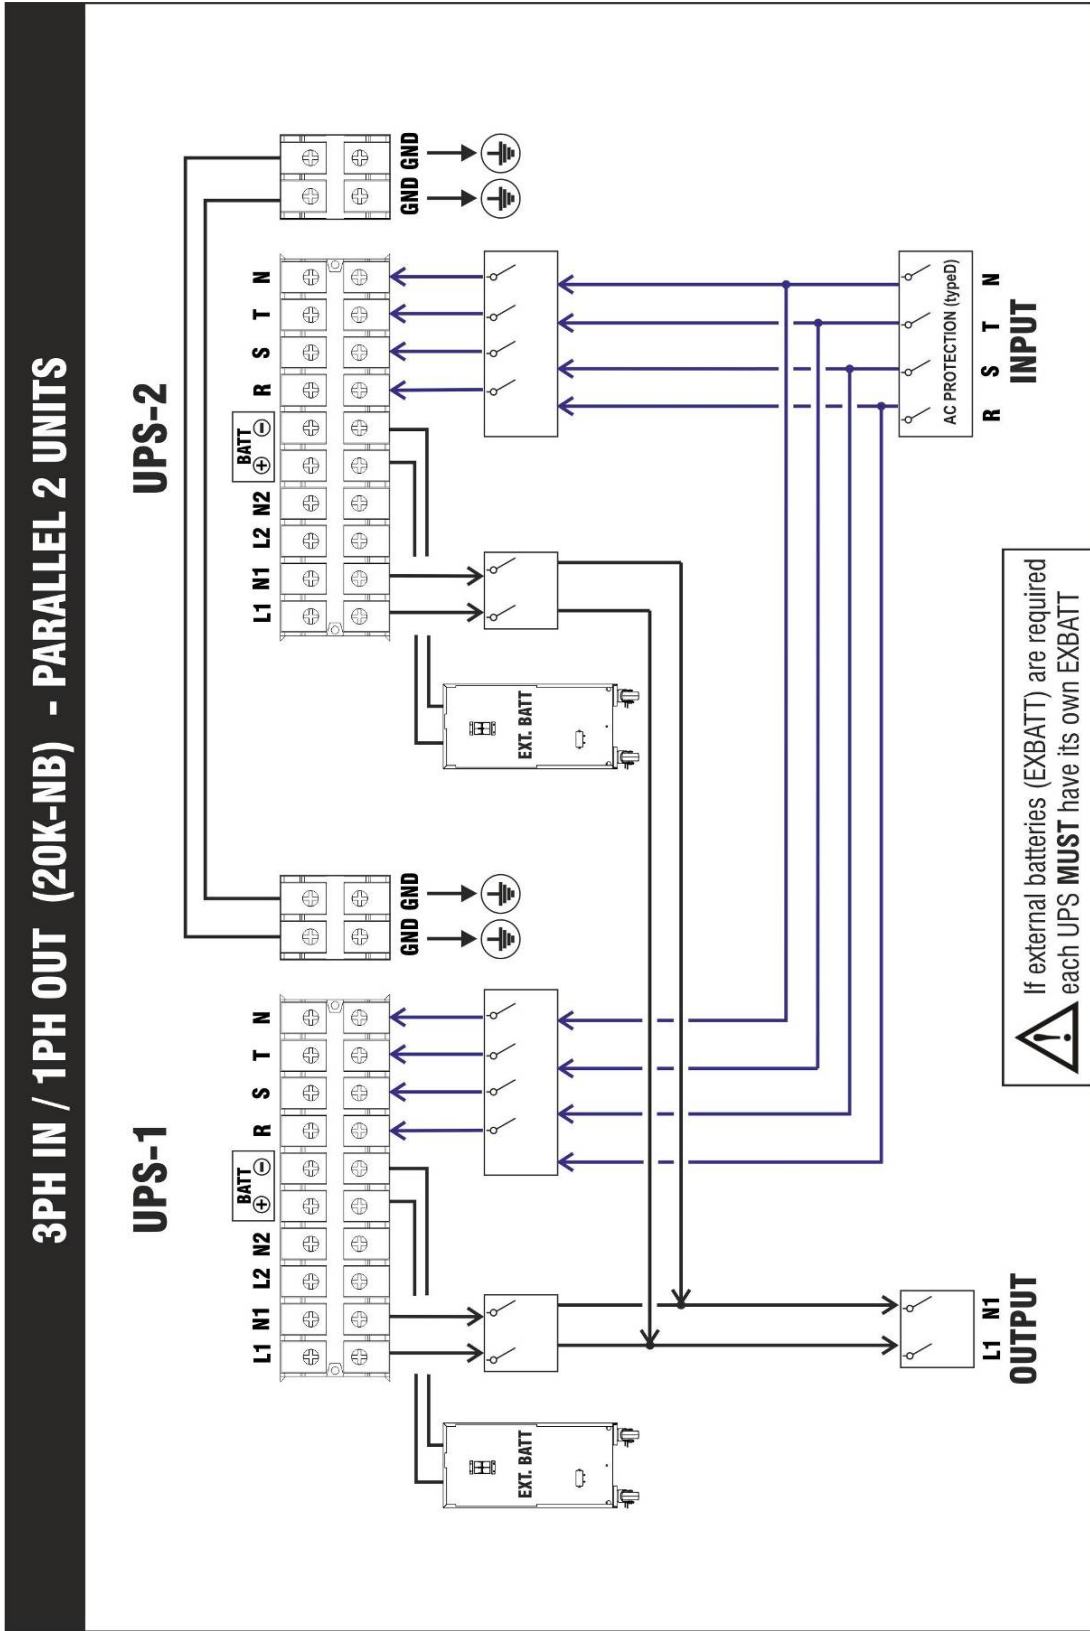 3PH IN / 1PH OUT (20K-NB) - PARALLEL 2 UNITS
UPS-1
UPS-2
BATT
+ -
L1 N1 L2 N2 R S T N
GND GND
BATT
+ -
L1 N1 L2 N2 R S T N
GND GND
EXT. BATT
EXT. BATT
L1 N1
OUTPUT
AC PROTECTION (typeD)
R S T N
INPUT
If external batteries (EXBATT) are required
each UPS MUST have its own EXBATT